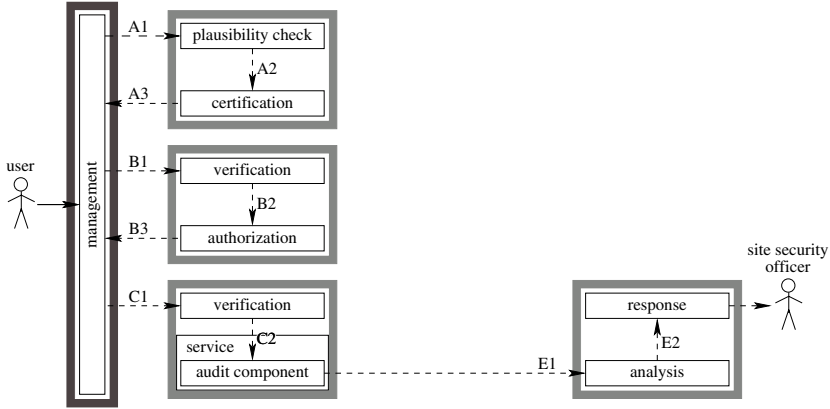 A1
plausibility check
A2
A3
certification
user
management
B1
verification
B2
B3
authorization
site security
officer
C1
verification
response
service
C2
E2
audit component
E1
analysis